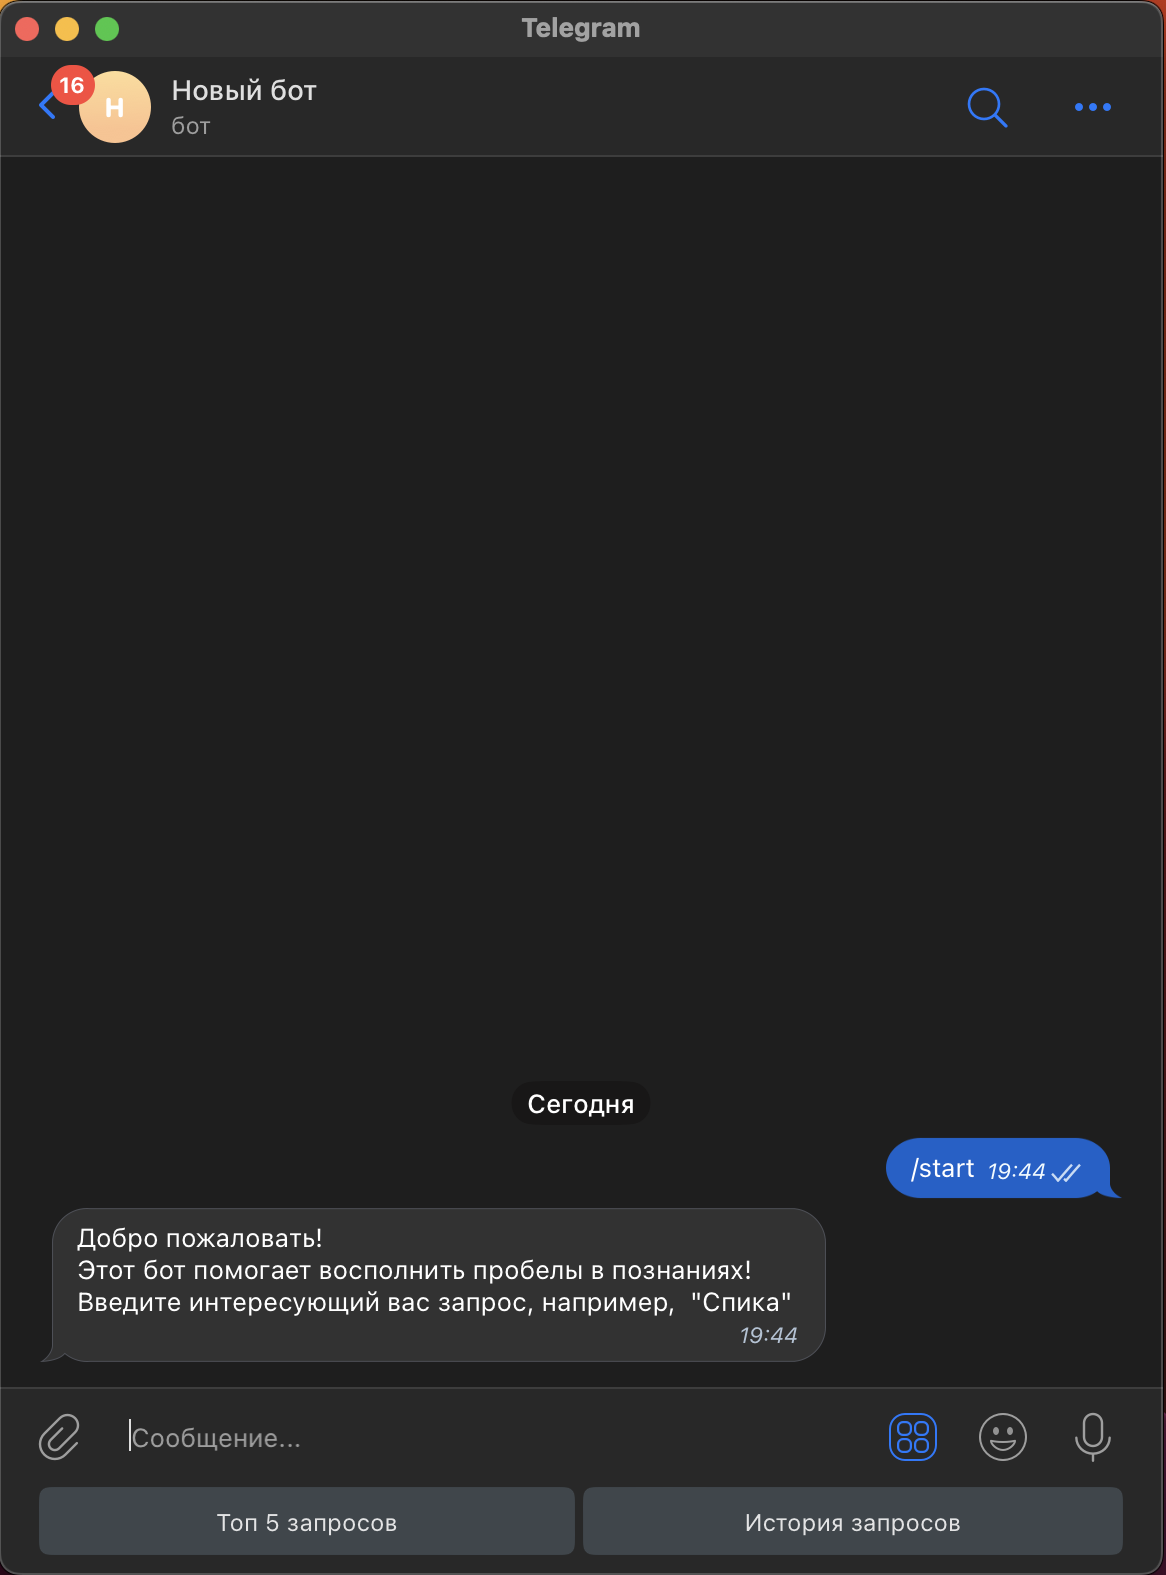 Telegram
16
Н
Новый бот
бот
Сегодня
/start 19:44
Добро пожаловать!
Этот бот помогает восполнить пробелы в познаниях!
Введите интересующий вас запрос, например,  "Спика"
19:44
Сообщение...
Топ 5 запросов
История запросов